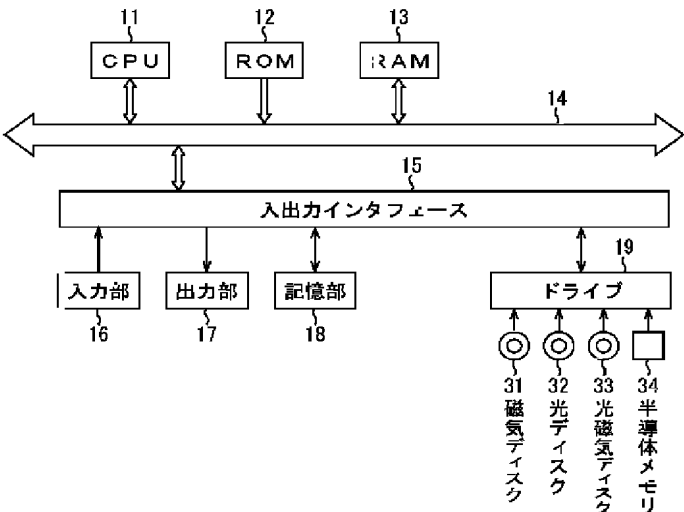 11
12
13
CPU
ROM
RAM
14
15
入出力インタフェース
19
入力部
出力部
記憶部
ドライブ
16
17
18
31
32
33
34
磁気ディスク
光ディスク
光磁気ディスク
半導体メモリ